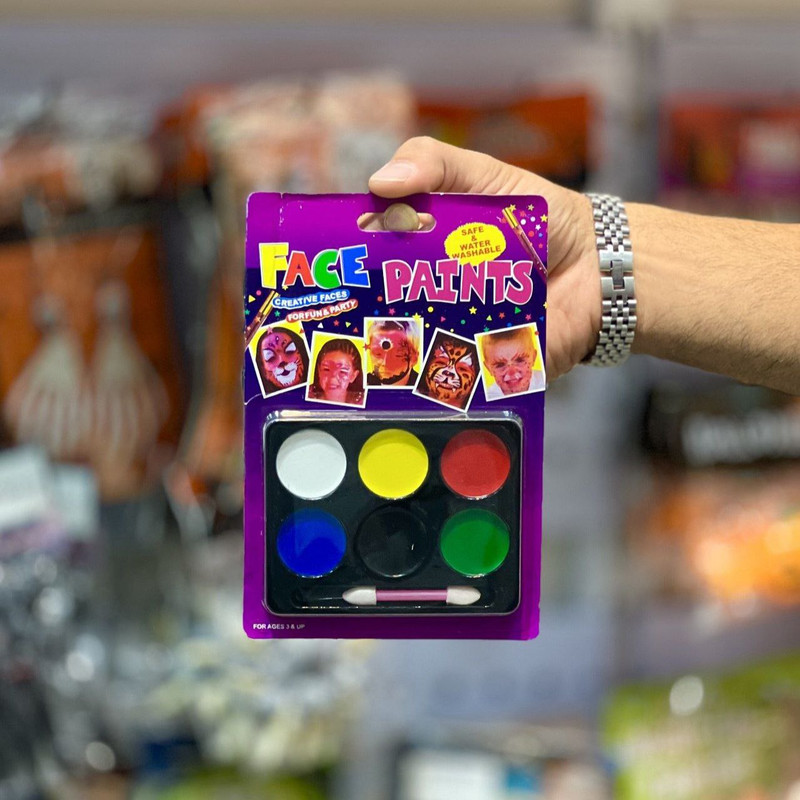 FACE
PAINTS
SAFE
&
WATER
WASHABLE
CREATIVE FACES
FOR FUN & PARTY
FOR AGES 3 & UP